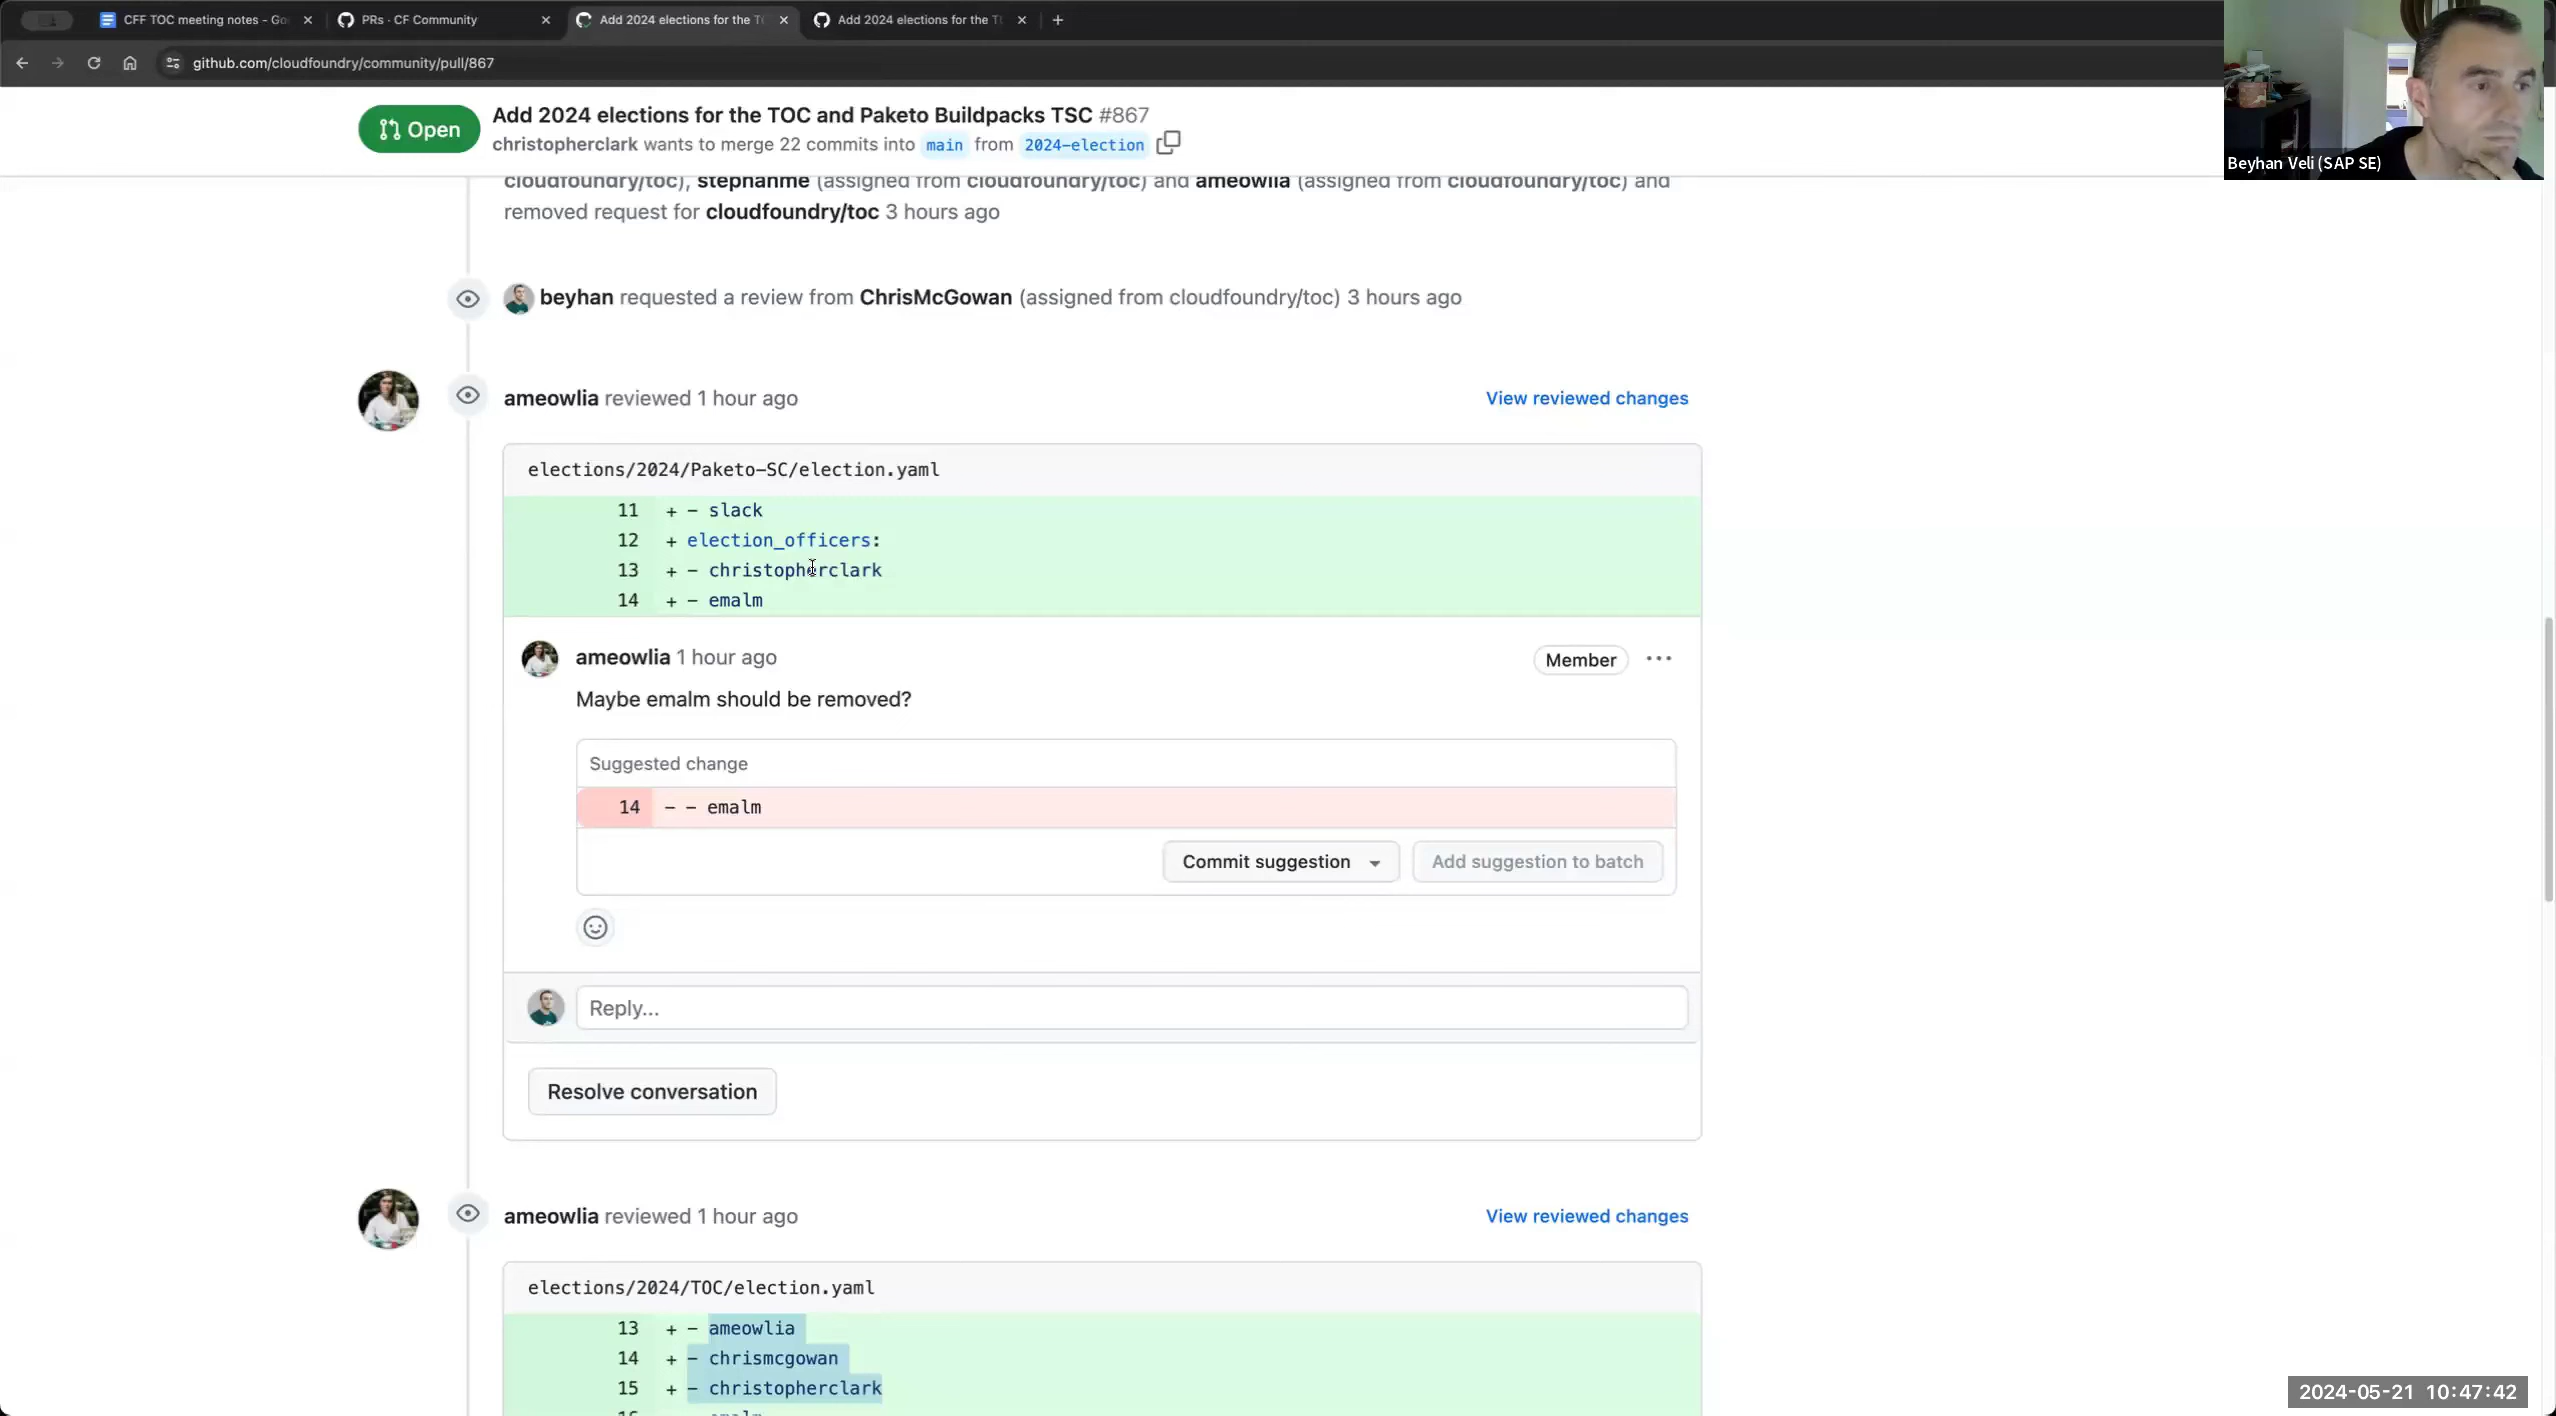 CFF TOC meeting notes - Go
PRs · CF Community
Add 2024 elections for the T
Add 2024 elections for the T
github.com/cloudfoundry/community/pull/867
Beyhan Veli (SAP SE)
Open
Add 2024 elections for the TOC and Paketo Buildpacks TSC #867
christopherclark wants to merge 22 commits into main from 2024-election
cloudfoundry/toc), stephanme (assigned from cloudfoundry/toc) and ameowlia (assigned from cloudfoundry/toc) and
removed request for cloudfoundry/toc 3 hours ago
beyhan requested a review from ChrisMcGowan (assigned from cloudfoundry/toc) 3 hours ago
ameowlia reviewed 1 hour ago
View reviewed changes
elections/2024/Paketo-SC/election.yaml
11 + - slack
12 + election_officers:
13 + - christopherclark
14 + - emalm
ameowlia 1 hour ago
Member
Maybe emalm should be removed?
Suggested change
14 - - emalm
Commit suggestion
Add suggestion to batch
Reply...
Resolve conversation
ameowlia reviewed 1 hour ago
View reviewed changes
elections/2024/TOC/election.yaml
13 + - ameowlia
14 + - chrismcgowan
15 + - christopherclark
2024-05-21 10:47:42